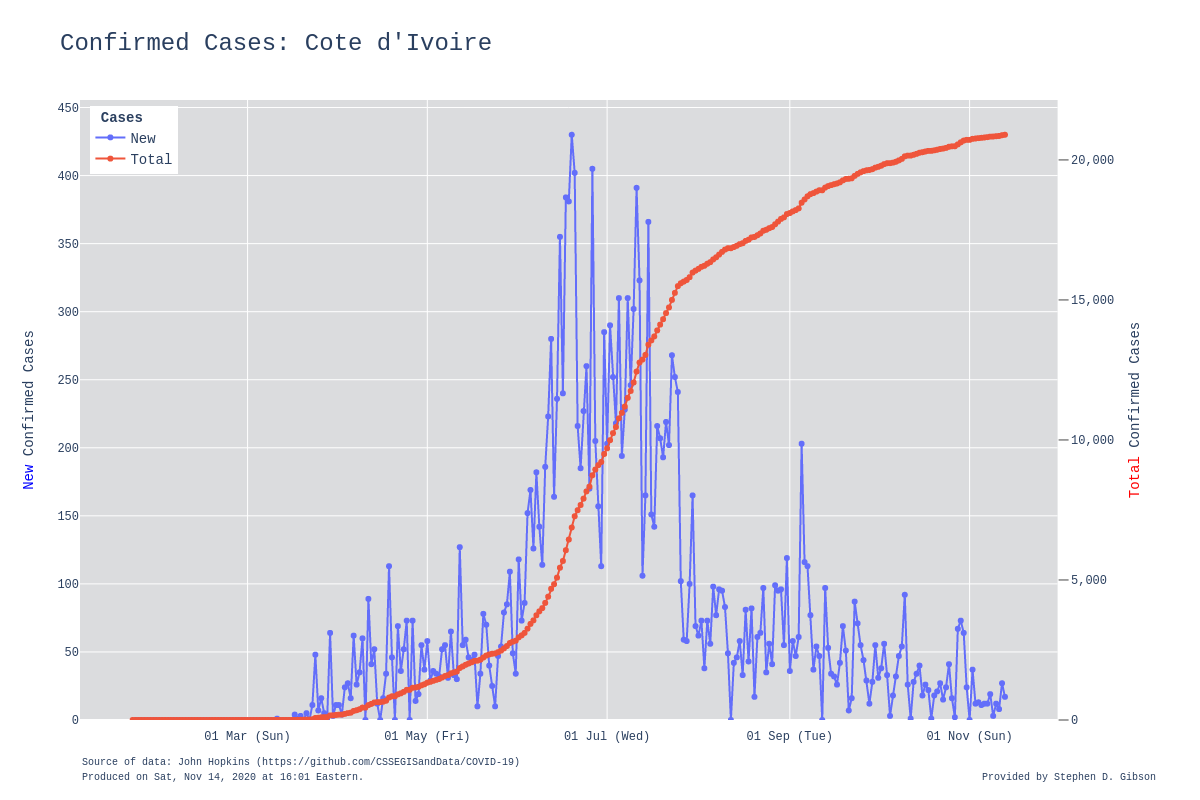 Confirmed Cases: Cote d'Ivoire
Cases
New
Total
450
400
350
300
250
200
150
100
50
0
20,000
15,000
10,000
5,000
0
New Confirmed Cases
Total Confirmed Cases
01 Mar (Sun)
01 May (Fri)
01 Jul (Wed)
01 Sep (Tue)
01 Nov (Sun)
Source of data: John Hopkins (https://github.com/CSSEGISandData/COVID-19)
Produced on Sat, Nov 14, 2020 at 16:01 Eastern.
Provided by Stephen D. Gibson